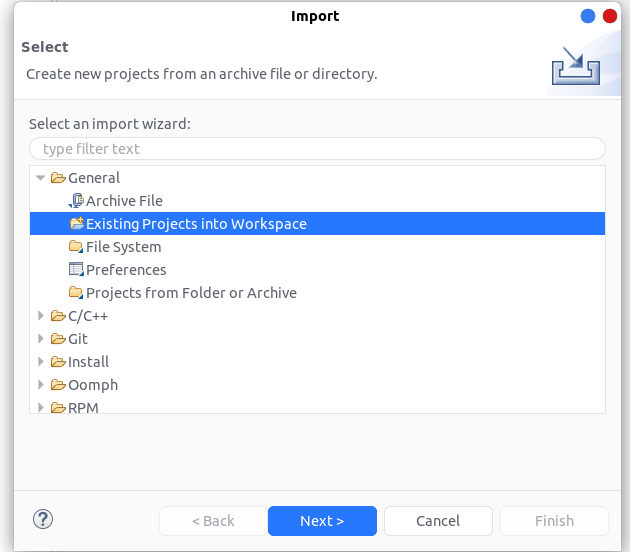 Import
Select
Create new projects from an archive file or directory.
Select an import wizard:
type filter text
General
Archive File
Existing Projects into Workspace
File System
Preferences
Projects from Folder or Archive
C/C++
Git
Install
Oomph
RPM
?
< Back
Next >
Cancel
Finish